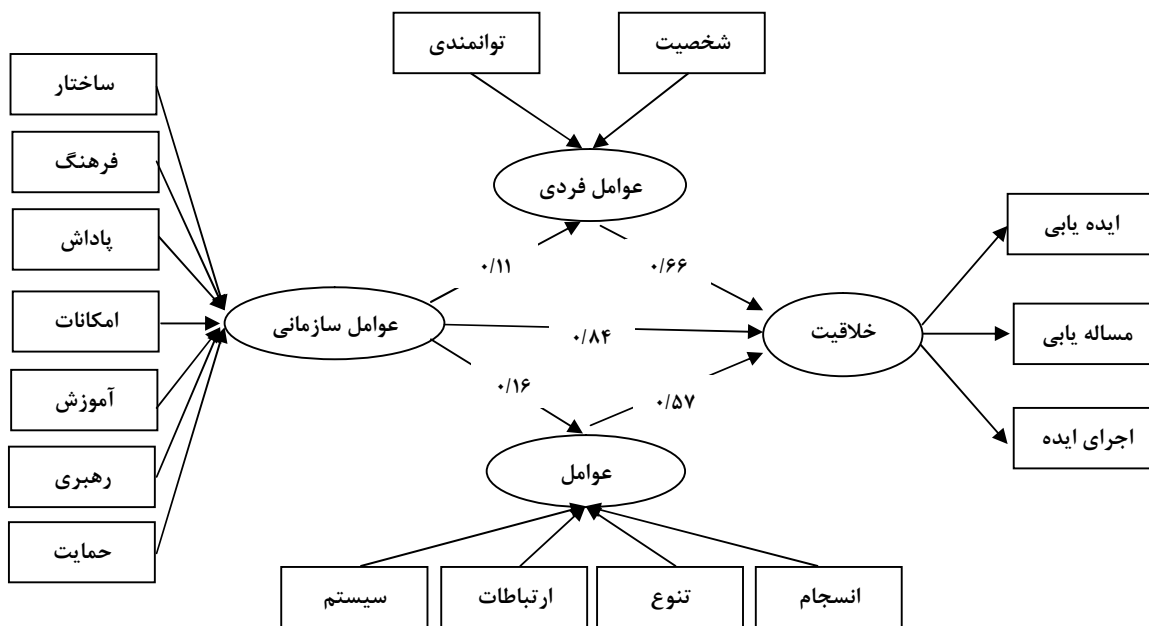 توانمندی
شخصیت
ساختار
فرهنگ
پاداش
امکانات
آموزش
رهبری
حمایت
عوامل فردی
۰/۱۱
۰/۶۶
عوامل سازمانی
۰/۸۴
خلاقیت
۰/۱۶
۰/۵۷
عوامل
ایده یابی
مساله یابی
اجرای ایده
سیستم
ارتباطات
تنوع
انسجام